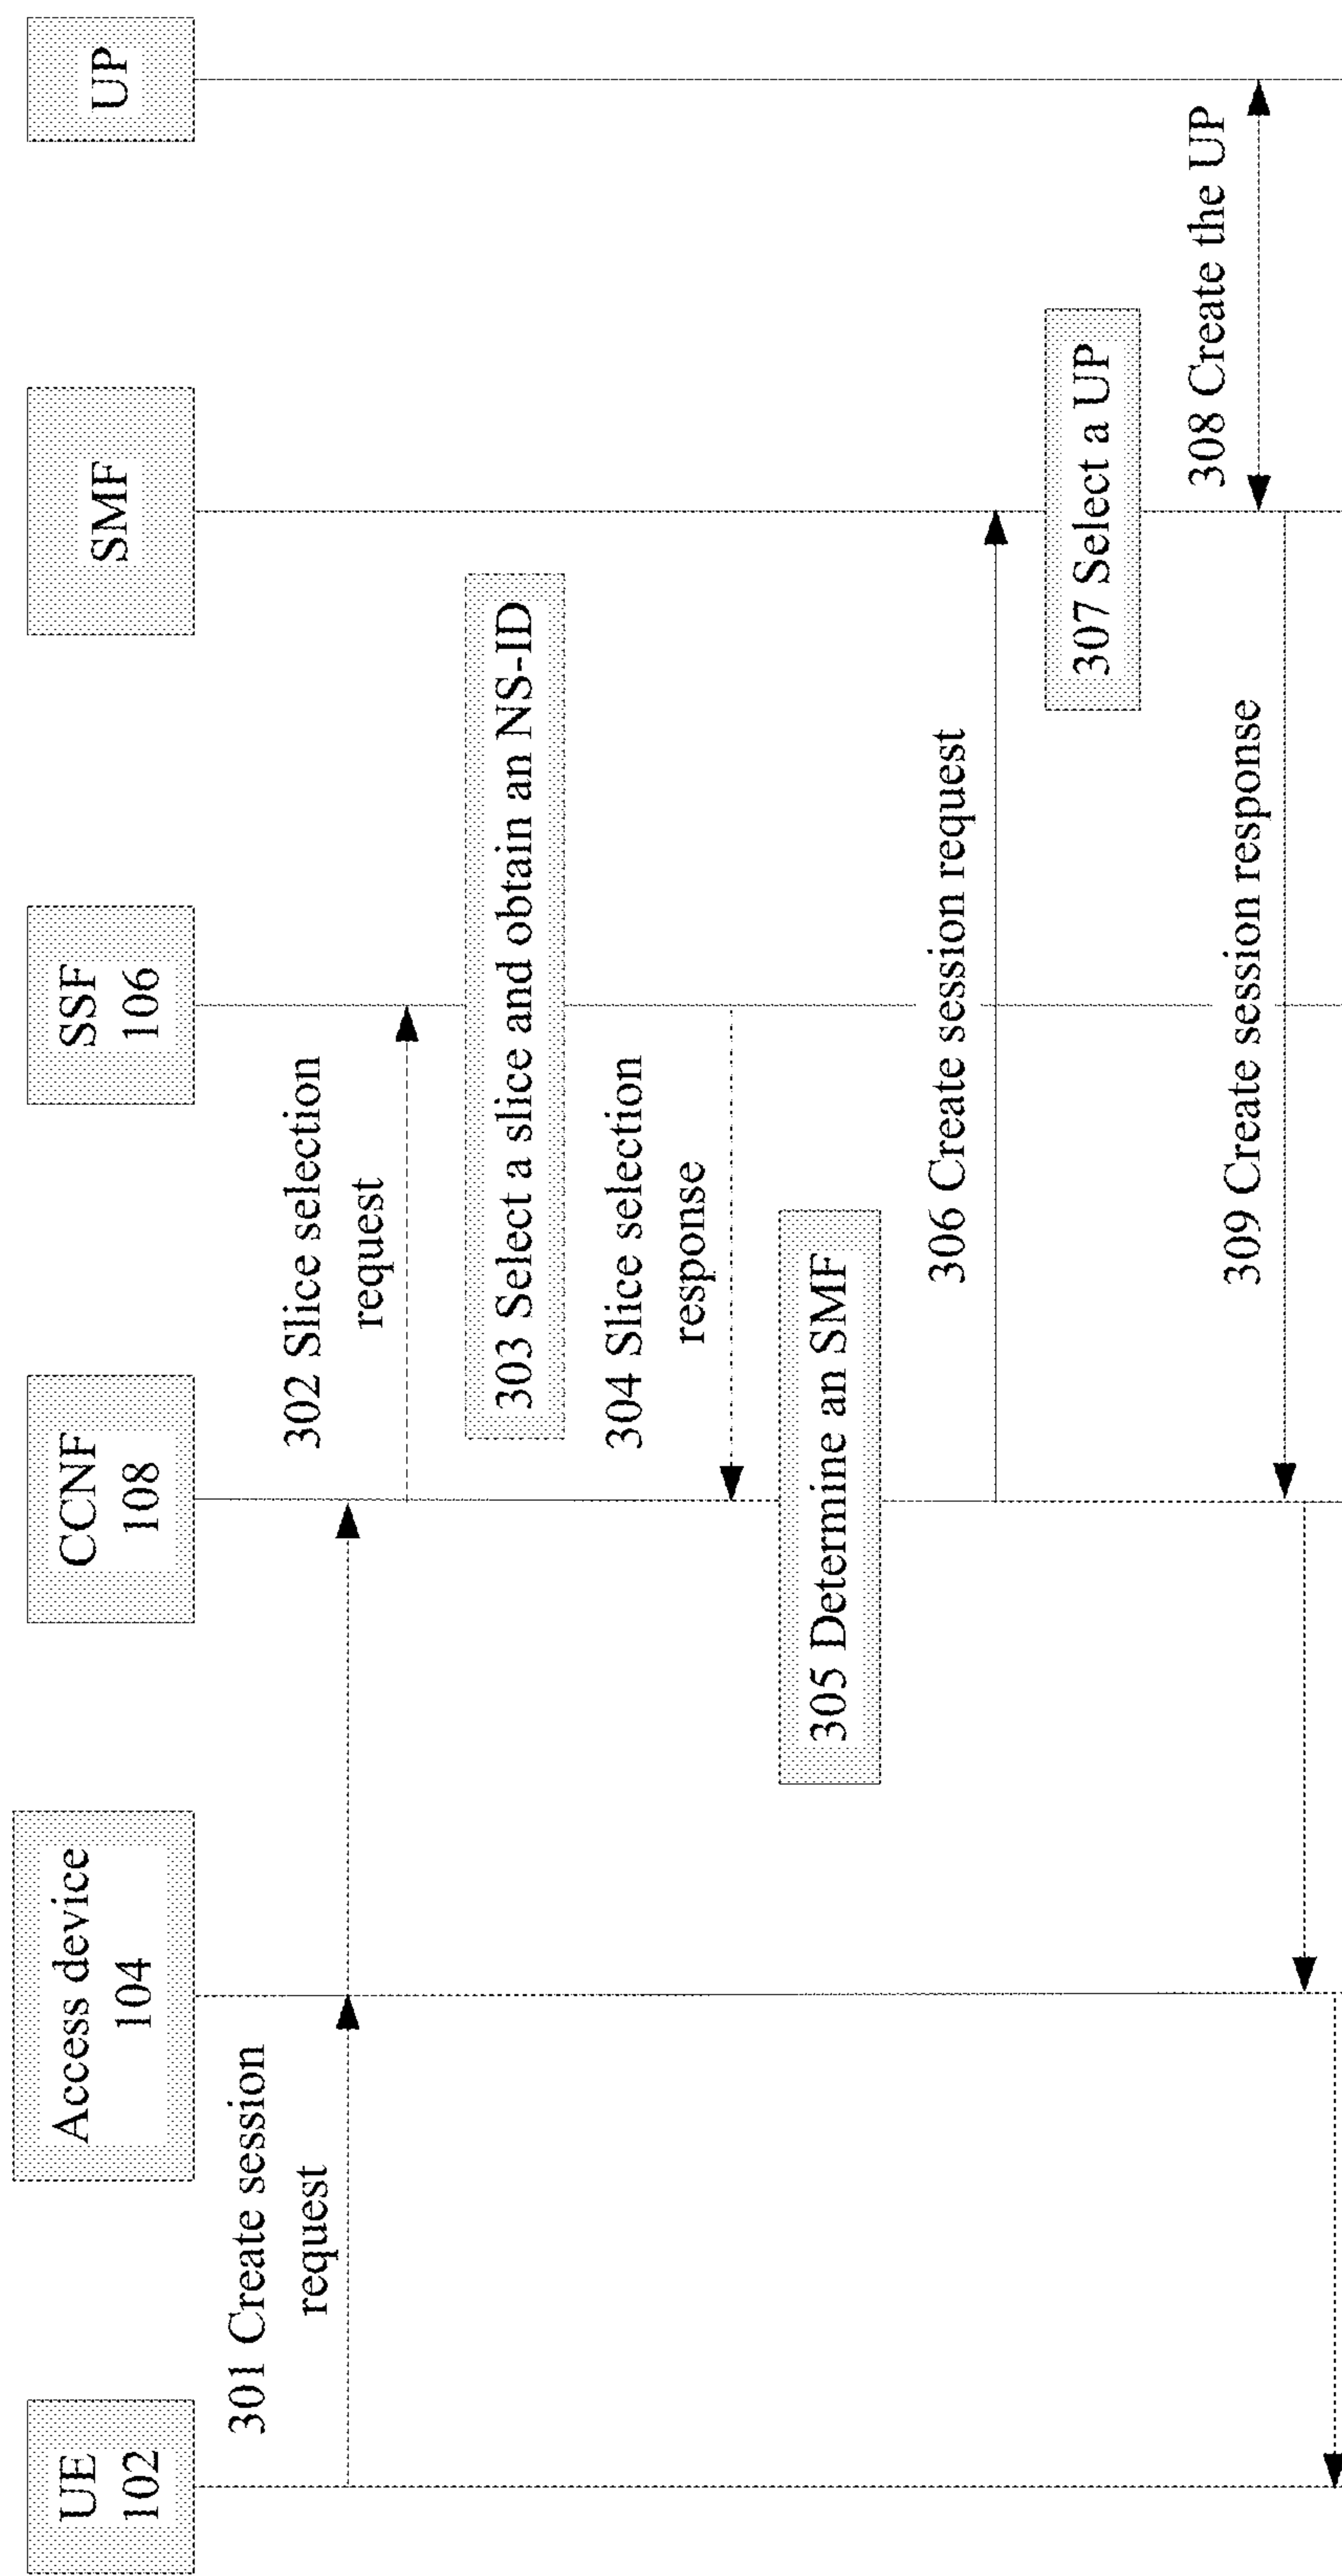 UE
102
Access device
104
CCNF
108
SSF
106
SMF
UP
301 Create session
request
302 Slice selection
request
303 Select a slice and obtain an NS-ID
304 Slice selection
response
305 Determine an SMF
306 Create session request
307 Select a UP
308 Create the UP
309 Create session response